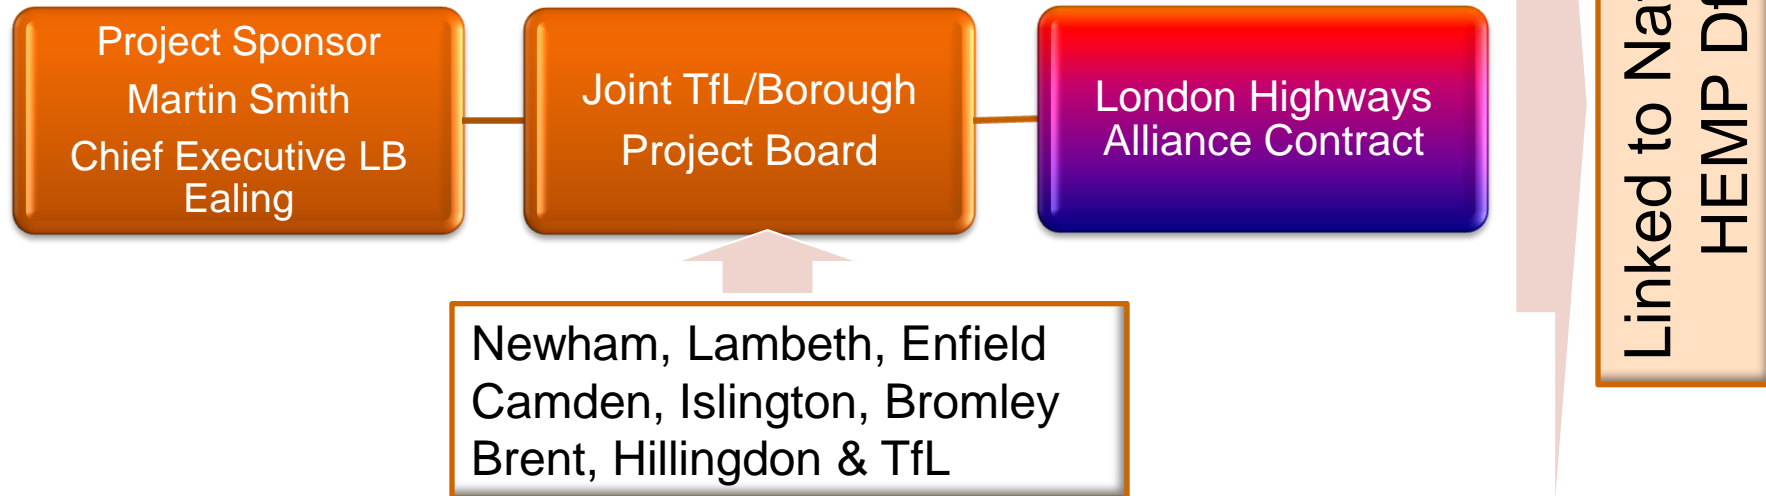 Project Sponsor
Martin Smith
Chief Executive LB
Ealing
Joint TfL/Borough
Project Board
London Highways
Alliance Contract
Newham, Lambeth, Enfield
Camden, Islington, Bromley
Brent, Hillingdon & TfL
Linked to
HEMP